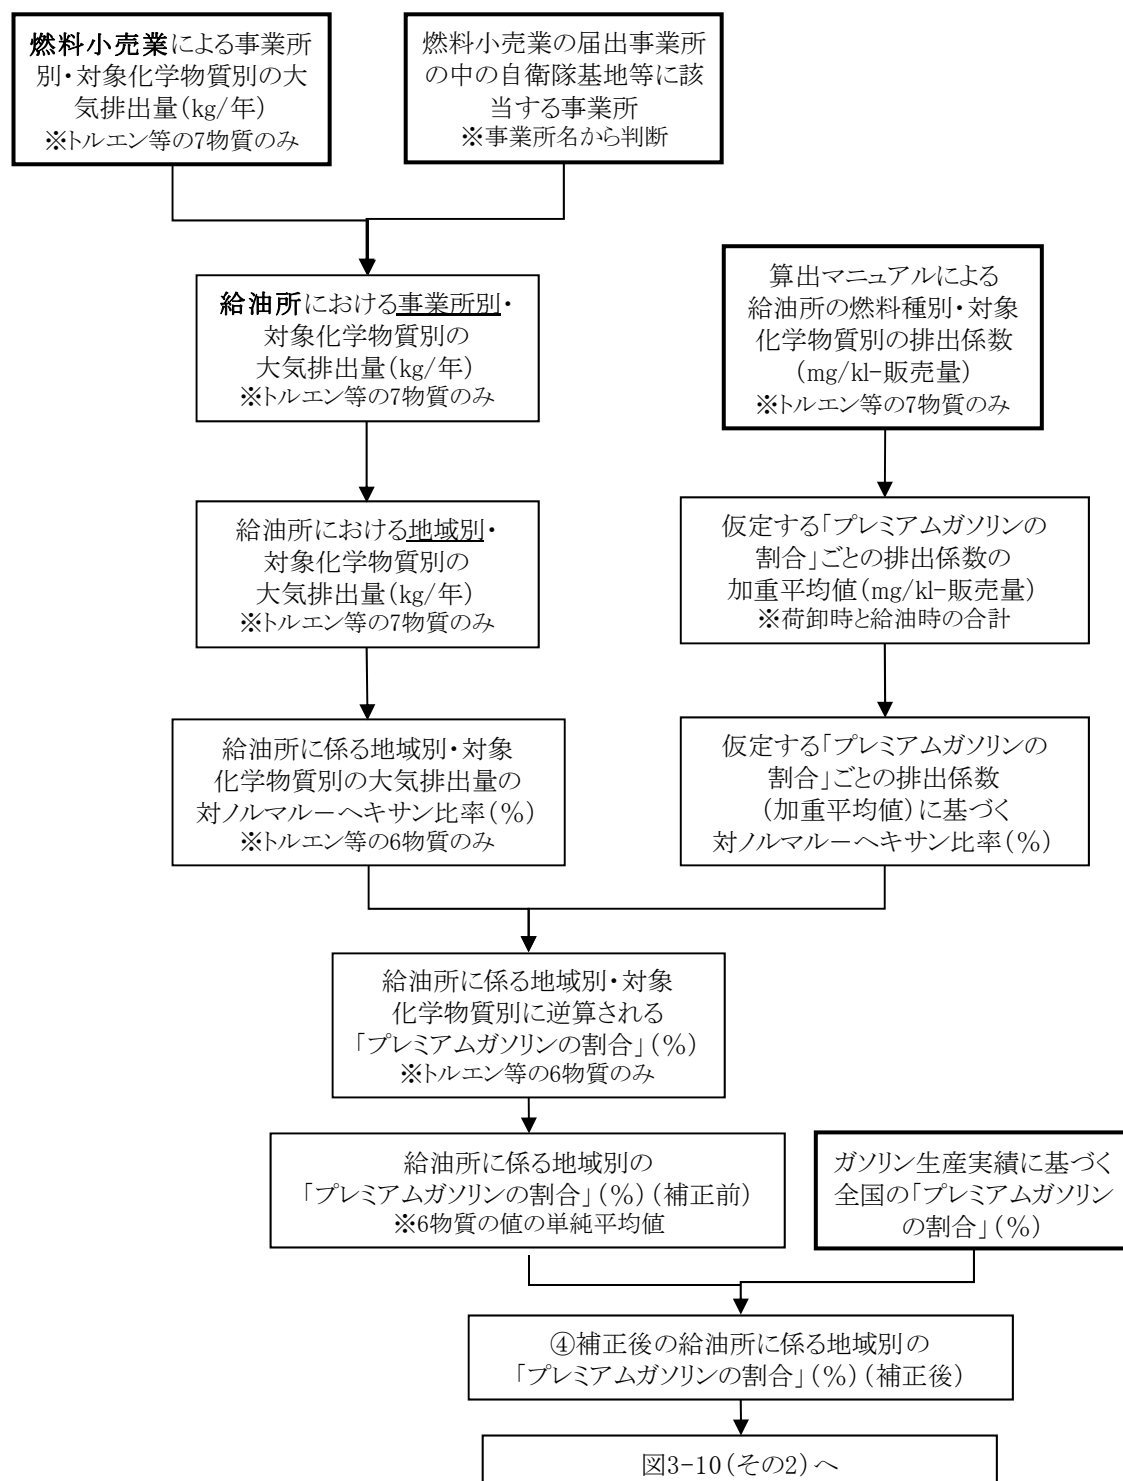 燃料小売業による事業所
別・対象化学物質別の大
気排出量(kg/年)
※トルエン等の7物質のみ
燃料小売業の届出事業所
の中の自衛隊基地等に該
当する事業所
※事業所名から判断
給油所における事業所別・
対象化学物質別の
大気排出量(kg/年)
※トルエン等の7物質のみ
算出マニュアルによる
給油所の燃料種別・対象
化学物質別の排出係数
(mg/kl-販売量)
※トルエン等の7物質のみ
給油所における地域別・
対象化学物質別の
大気排出量(kg/年)
※トルエン等の7物質のみ
仮定する「プレミアムガソリンの
割合」ごとの排出係数の
加重平均値(mg/kl-販売量)
※荷卸時と給油時の合計
給油所に係る地域別・対象
化学物質別の大気排出量の
対ノルマル－ヘキサン比率(%)
※トルエン等の6物質のみ
仮定する「プレミアムガソリンの
割合」ごとの排出係数
(加重平均値)に基づく
対ノルマル－ヘキサン比率(%)
給油所に係る地域別・対象
化学物質別に逆算される
「プレミアムガソリンの割合」(%)
※トルエン等の6物質のみ
給油所に係る地域別の
「プレミアムガソリンの割合」(%)(補正前)
※6物質の値の単純平均値
ガソリン生産実績に基づく
全国の「プレミアムガソリン
の割合」(%)
④補正後の給油所に係る地域別の
「プレミアムガソリンの割合」(%)(補正後)
図3-10(その2)へ